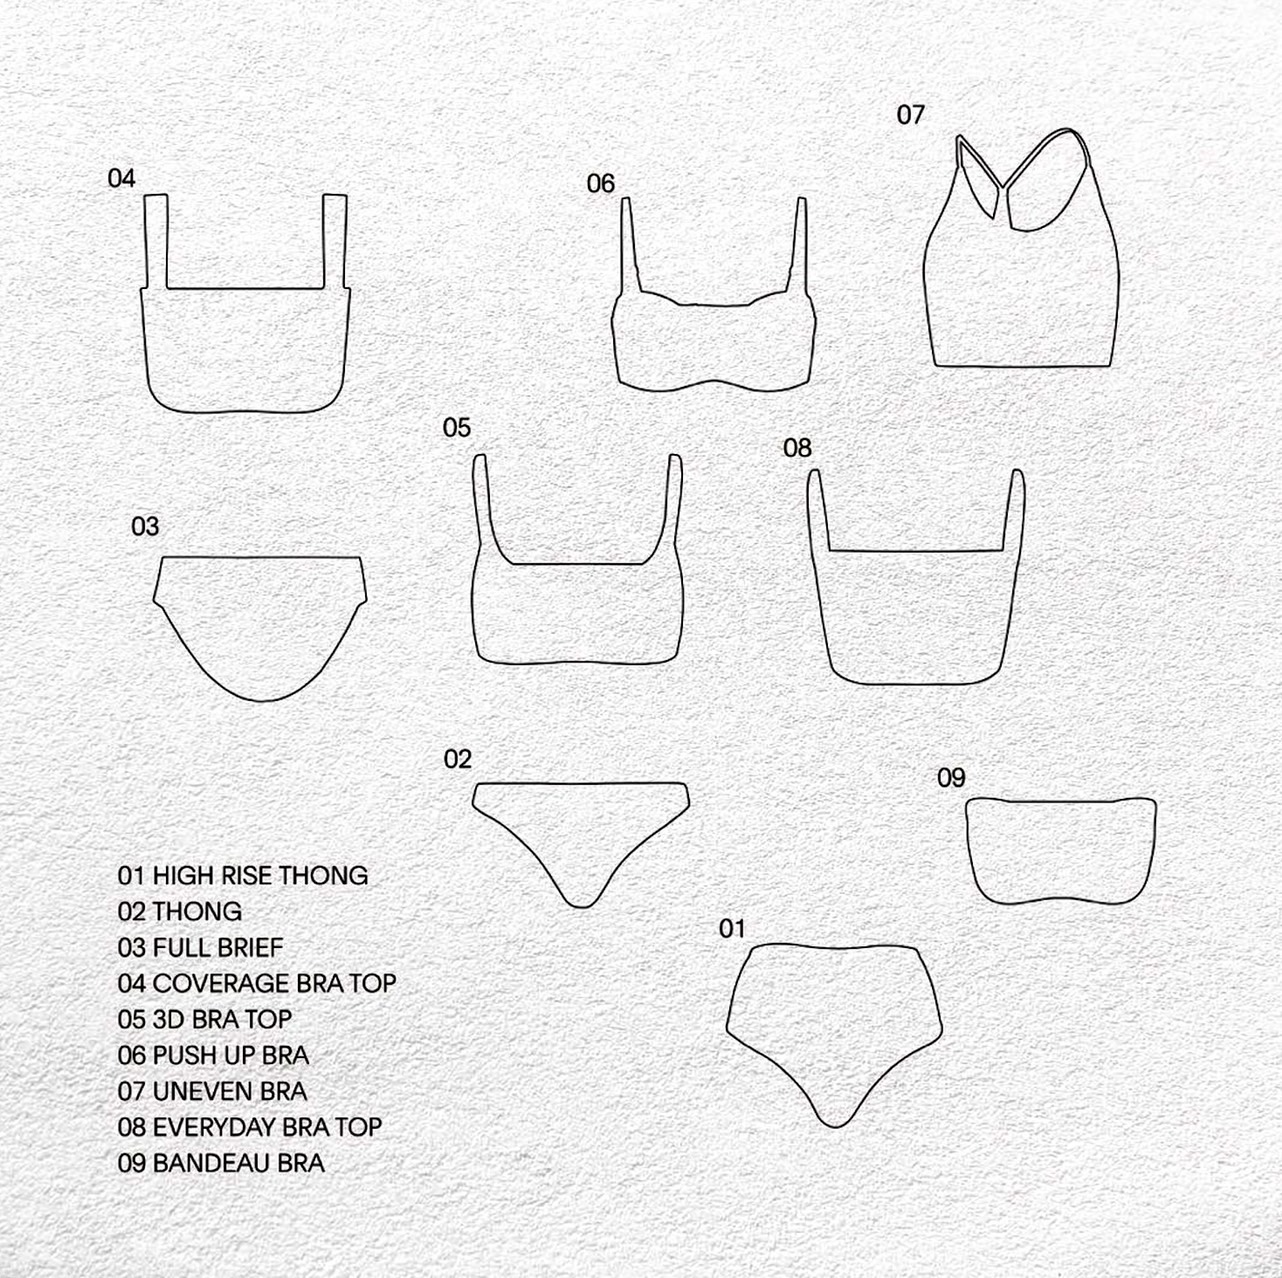 07
04
06
05
08
03
02
09
01
01 HIGH RISE THONG
02 THONG
03 FULL BRIEF
04 COVERAGE BRA TOP
05 3D BRA TOP
06 PUSH UP BRA
07 UNEVEN BRA
08 EVERYDAY BRA TOP
09 BANDEAU BRA